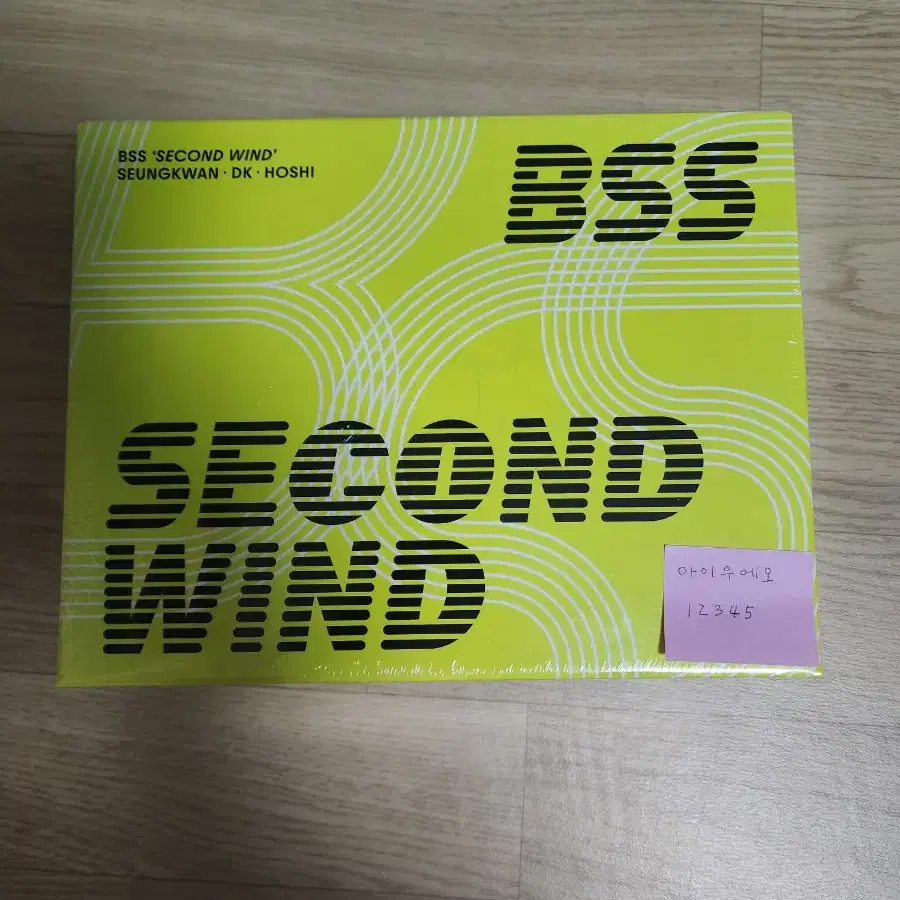 BSS 'SECOND WIND'
SEUNGKWAN · DK · HOSHI
BSS
SECOND
WIND
아이우에오
12345